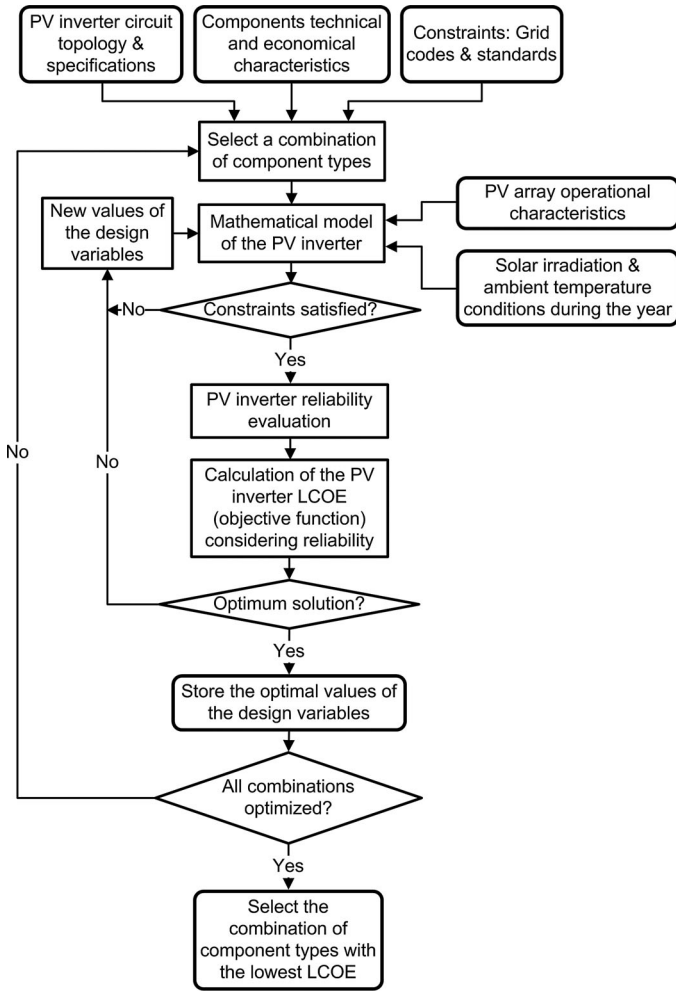 PV inverter circuit
topology &
specifications
Components technical
and economical
characteristics
Constraints: Grid
codes & standards
Select a combination
of component types
PV array operational
characteristics
New values of
the design
variables
Mathematical model
of the PV inverter
Solar irradiation &
ambient temperature
conditions during the year
No
Constraints satisfied?
Yes
PV inverter reliability
evaluation
No
No
Calculation of the PV
inverter LCOE
(objective function)
considering reliability
Optimum solution?
Yes
Store the optimal values of
the design variables
All combinations
optimized?
Yes
Select the
combination of
component types with
the lowest LCOE